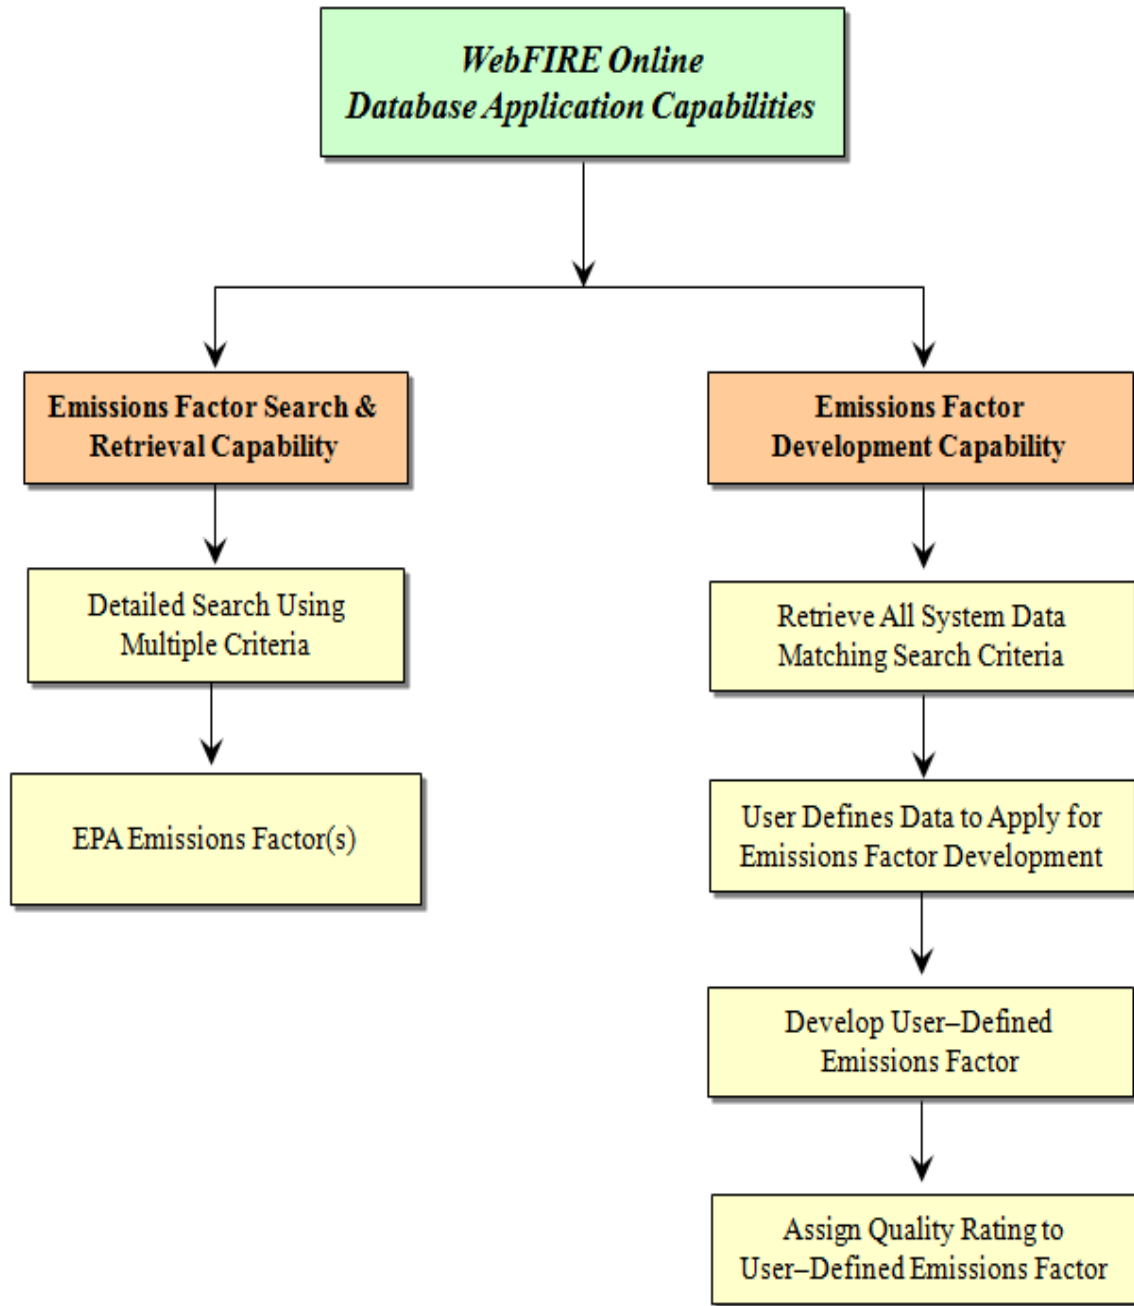 WebFIRE Online
Database Application Capabilities
Emissions Factor Search &
Retrieval Capability
Detailed Search Using
Multiple Criteria
EPA Emissions Factor(s)
Emissions Factor
Development Capability
Retrieve All System Data
Matching Search Criteria
User Defines Data to Apply for
Emissions Factor Development
Develop User–Defined
Emissions Factor
Assign Quality Rating to
User–Defined Emissions Factor